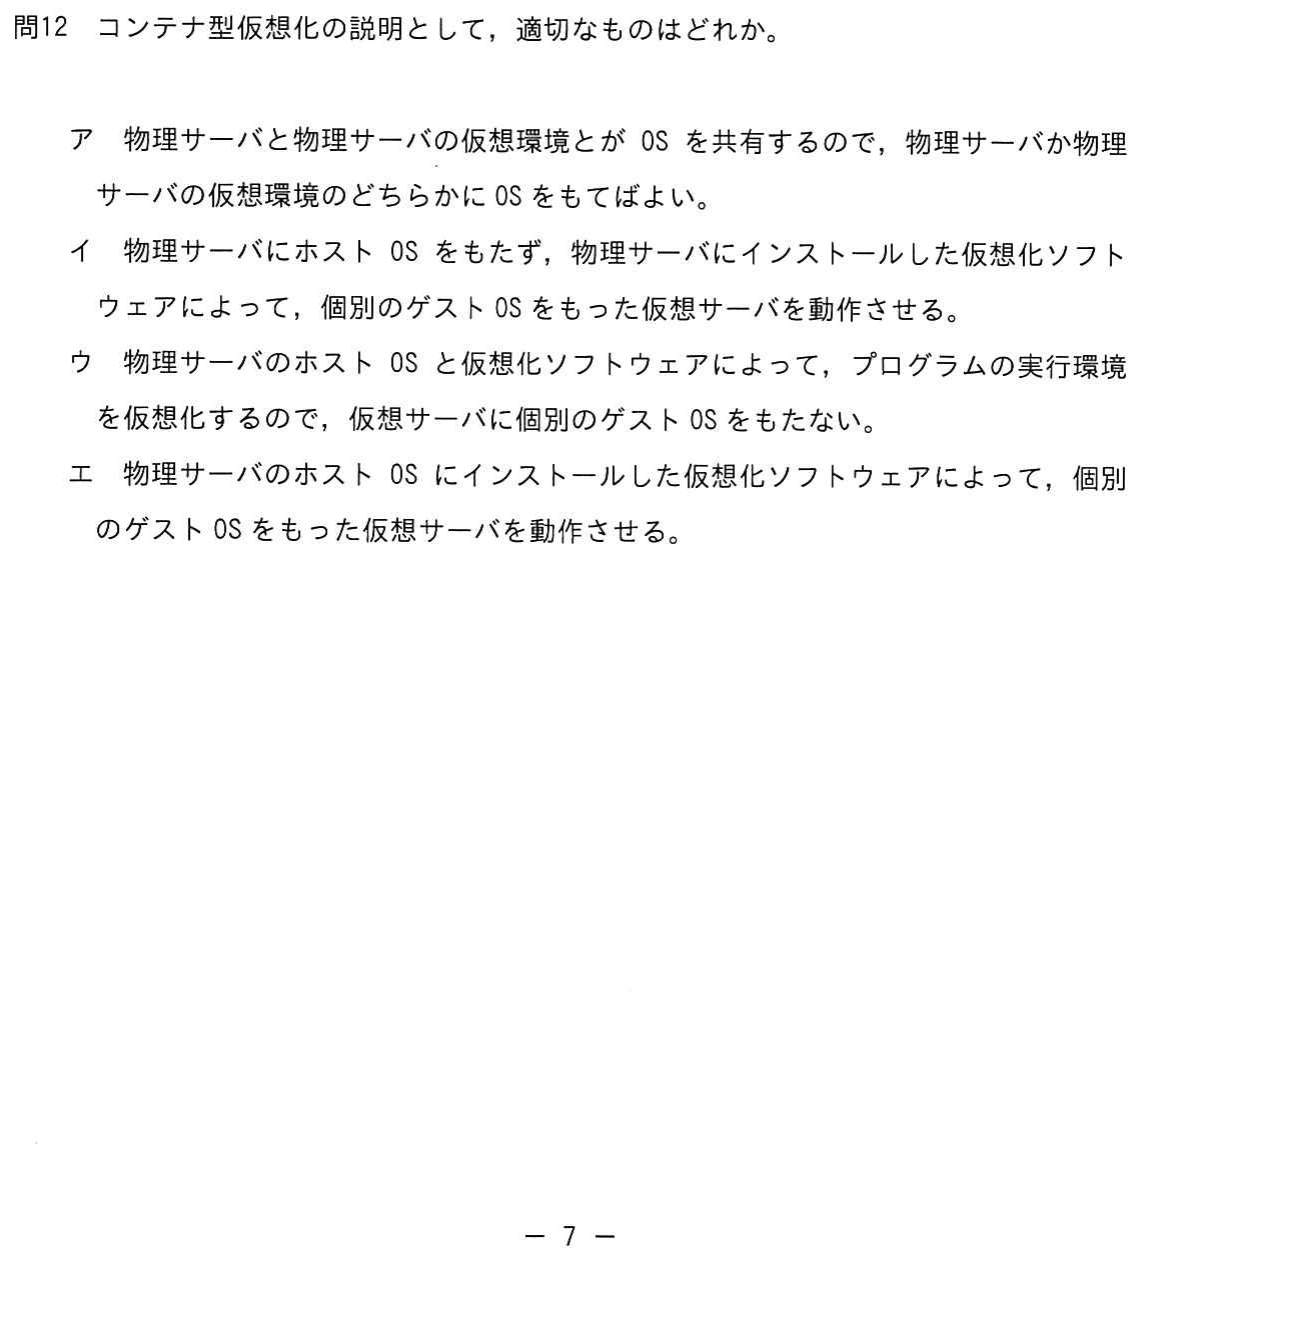 問12　コンテナ型仮想化の説明として，適切なものはどれか。
ア　物理サーバと物理サーバの仮想環境とが OS を共有するので，物理サーバか物理
サーバの仮想環境のどちらかに OS をもてばよい。
イ　物理サーバにホスト OS をもたず，物理サーバにインストールした仮想化ソフト
ウェアによって，個別のゲスト OS をもった仮想サーバを動作させる。
ウ　物理サーバのホスト OS と仮想化ソフトウェアによって，プログラムの実行環境
を仮想化するので，仮想サーバに個別のゲスト OS をもたない。
エ　物理サーバのホスト OS にインストールした仮想化ソフトウェアによって，個別
のゲスト OS をもった仮想サーバを動作させる。
－ 7 －